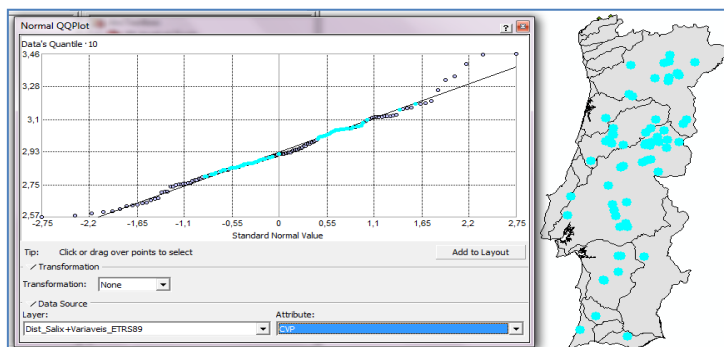 Normal QQPlot
Data's Quantile · 10
3,46
3,28
3,1
2,93
2,75
2,57
-2,75 -2,2 -1,65 -1,1 -0,55 0 0,55 1,1 1,65 2,2 2,75
Standard Normal Value
Tip: Click or drag over points to select Add to Layout
Transformation
Transformation: None
Data Source
Layer: Attribute:
Dist_Salix+Variaveis_ETRS89 CVP